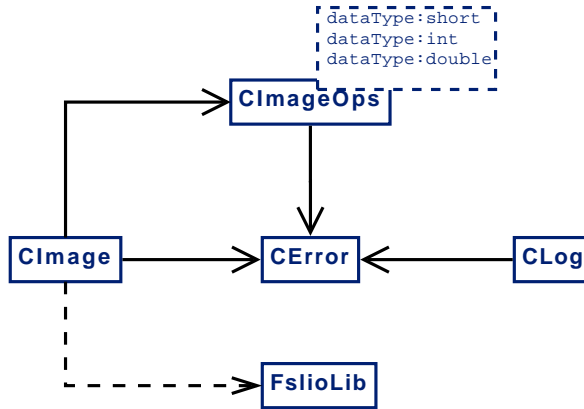 dataType:short
dataType:int
dataType:double
CImageOps
CImage
CError
CLog
FslioLib